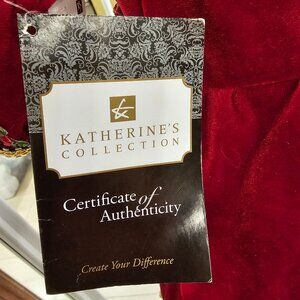 KATHERINE'S
COLLECTION
Certificate of
Authenticity
Create Your Difference